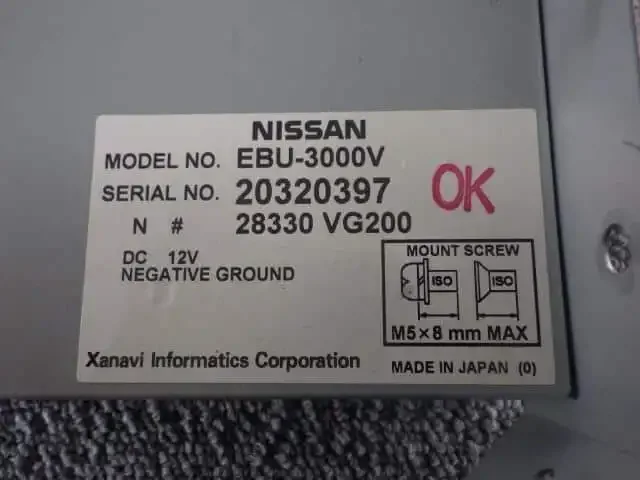 NISSAN
MODEL NO. EBU-3000V
SERIAL NO. 20320397
OK
N # 28330 VG200
DC 12V
NEGATIVE GROUND
MOUNT SCREW
ISO ISO
M5×8 mm MAX
Xanavi Informatics Corporation
MADE IN JAPAN (0)